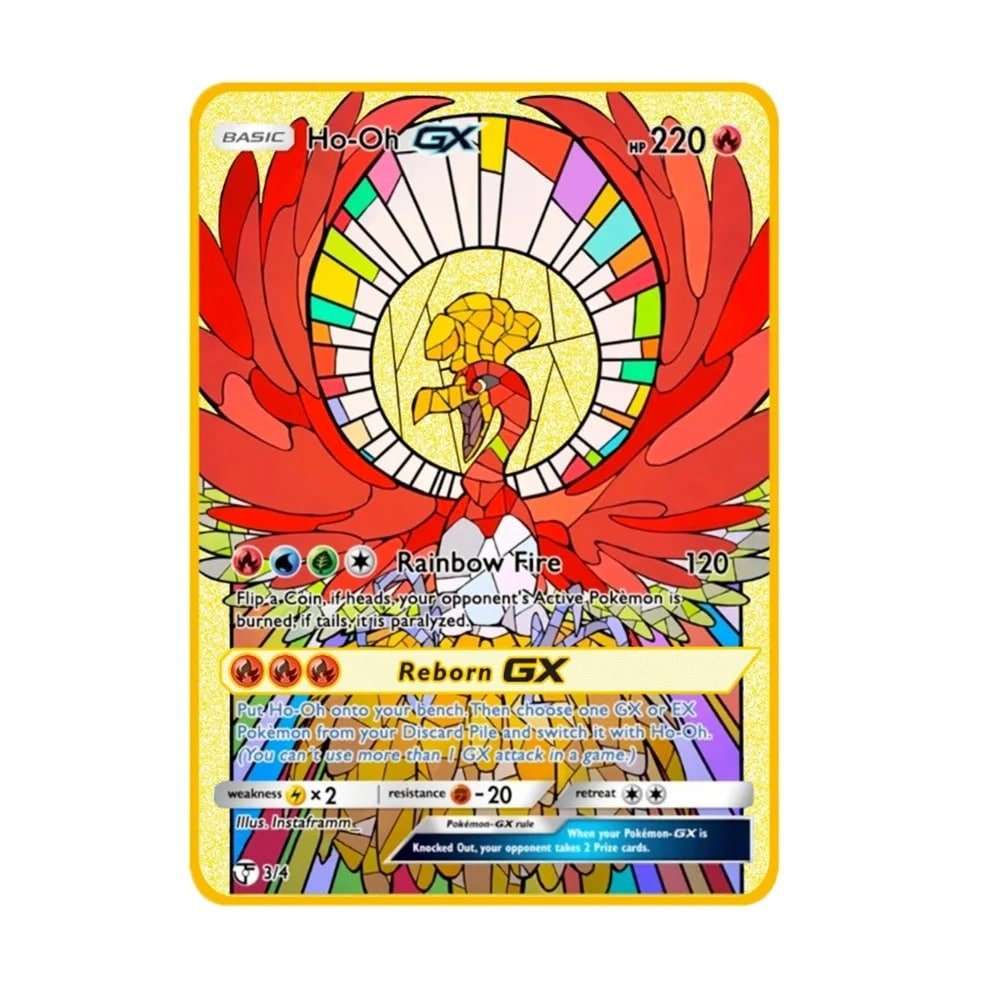 BASIC Ho-Oh GX HP 220
Rainbow Fire 120
Flip a Coin, if heads, your opponent's Active Pokémon is
burned, if tails, it is paralyzed.
Reborn GX
Put Ho-Oh onto your bench. Then choose one GX or EX
Pokémon from your Discard Pile and switch it with Ho-Oh.
(You can't use more than 1 GX attack in a game.)
weakness x2 resistance -20 retreat
Illus. Instaframm_
Pokémon-GX rule
When your Pokémon-GX is
Knocked Out, your opponent takes 2 Prize cards.
3/4